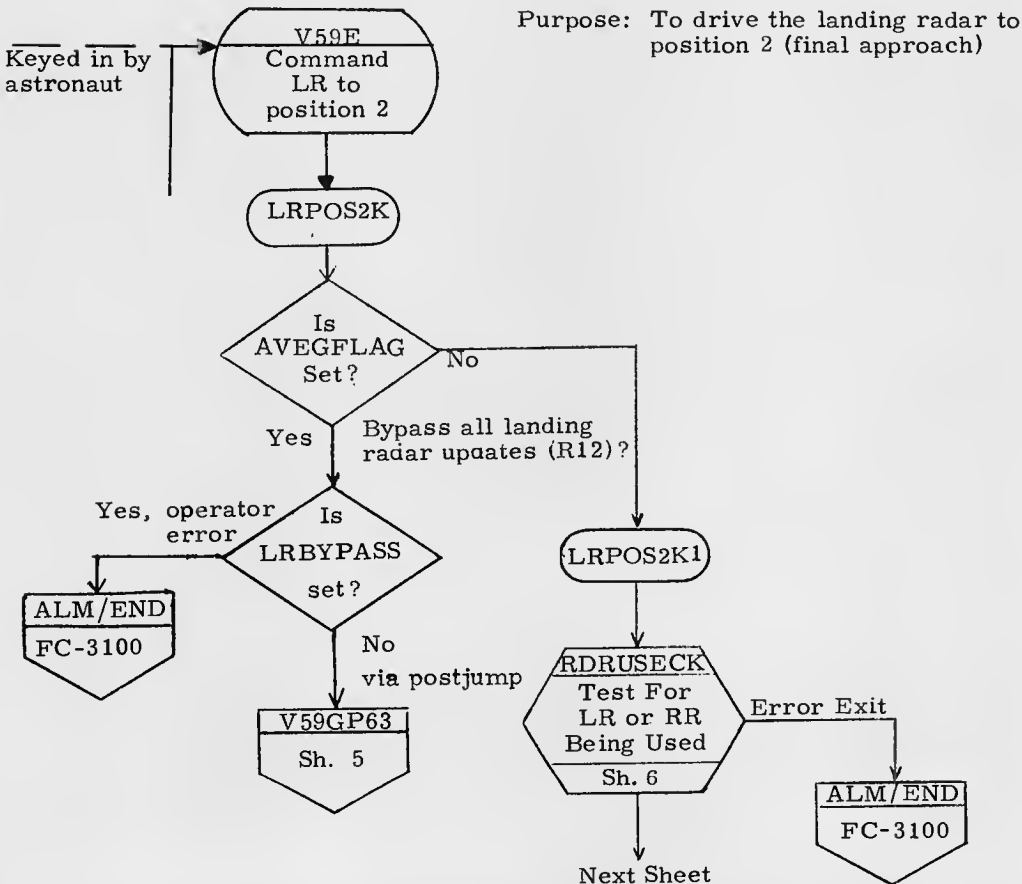 Purpose: To drive the landing radar to
position 2 (final approach)
Keyed in by
astronaut
V59E
Command
LR to
position 2
LRPOS2K
Is
AVEGFLAG
Set?
No
Yes
Bypass all landing
radar updates (R12)?
Yes, operator
error
Is
LRBYPASS
set?
ALM/END
FC-3100
No
via postjump
V59GP63
Sh. 5
LRPOS2K1
RDRUSECK
Test For
LR or RR
Being Used
Sh. 6
Error Exit
ALM/END
FC-3100
Next Sheet